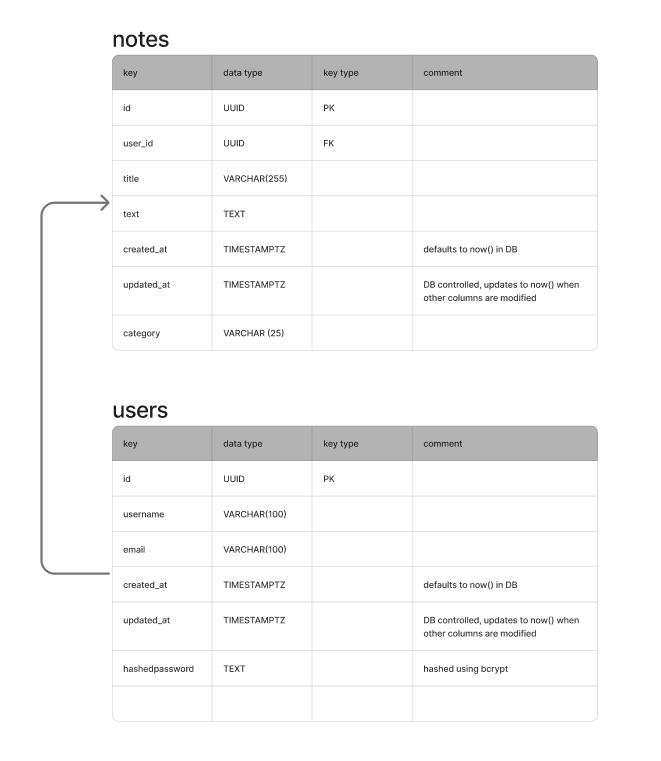 notes
key data type key type comment
id UUID PK
user_id UUID FK
title VARCHAR(255)
text TEXT
created_at TIMESTAMPTZ defaults to now() in DB
updated_at TIMESTAMPTZ DB controlled, updates to now() when
other columns are modified
category VARCHAR (25)
users
key data type key type comment
id UUID PK
username VARCHAR(100)
email VARCHAR(100)
created_at TIMESTAMPTZ defaults to now() in DB
updated_at TIMESTAMPTZ DB controlled, updates to now() when
other columns are modified
hashedpassword TEXT hashed using bcrypt